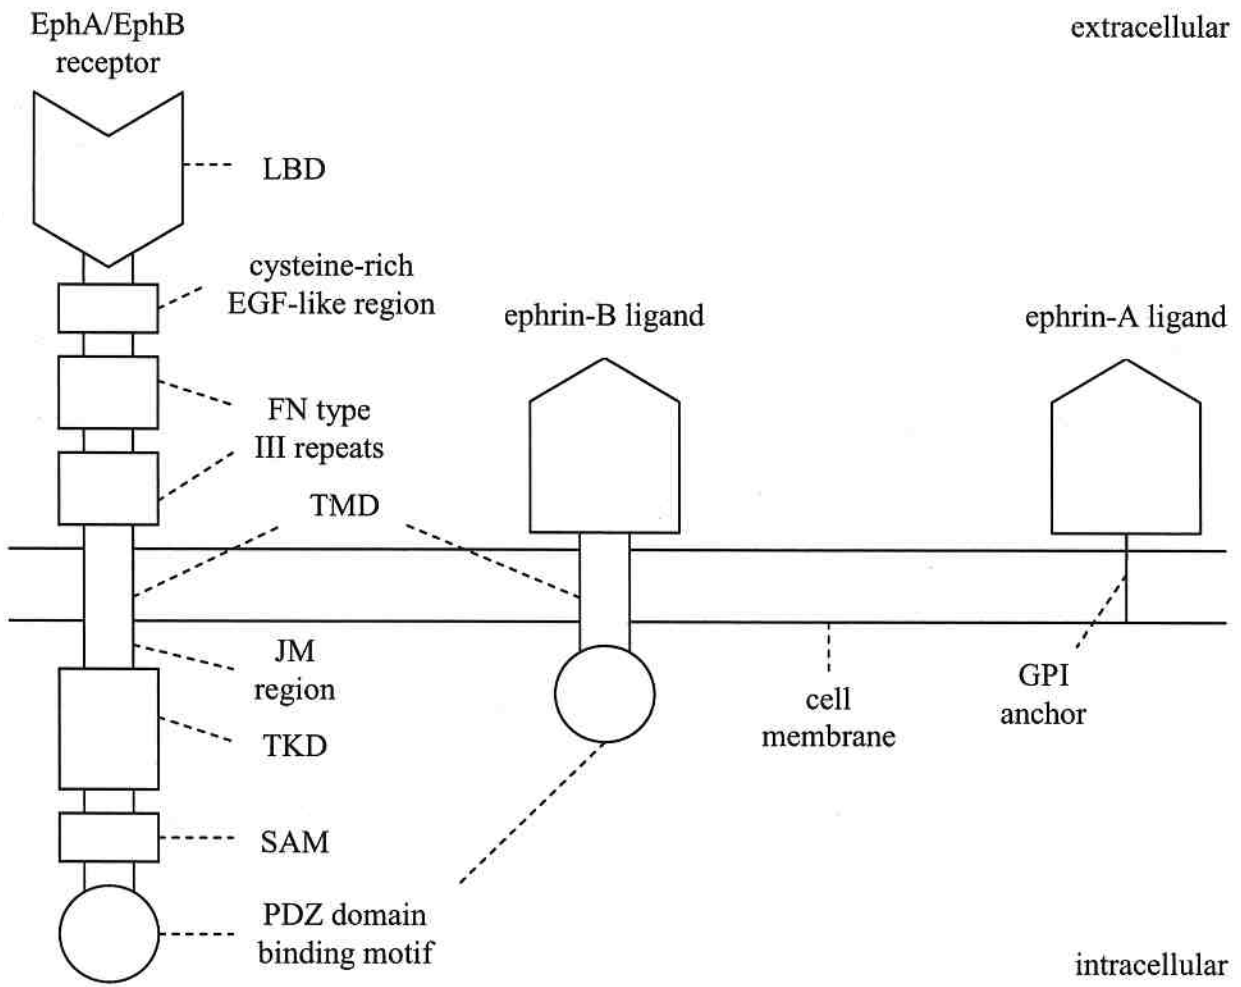 EphA/EphB
receptor
extracellular
LBD
cysteine-rich
EGF-like region
ephrin-B ligand
ephrin-A ligand
FN type
III repeats
TMD
JM
region
GPI
anchor
cell
membrane
TKD
SAM
PDZ domain
binding motif
intracellular